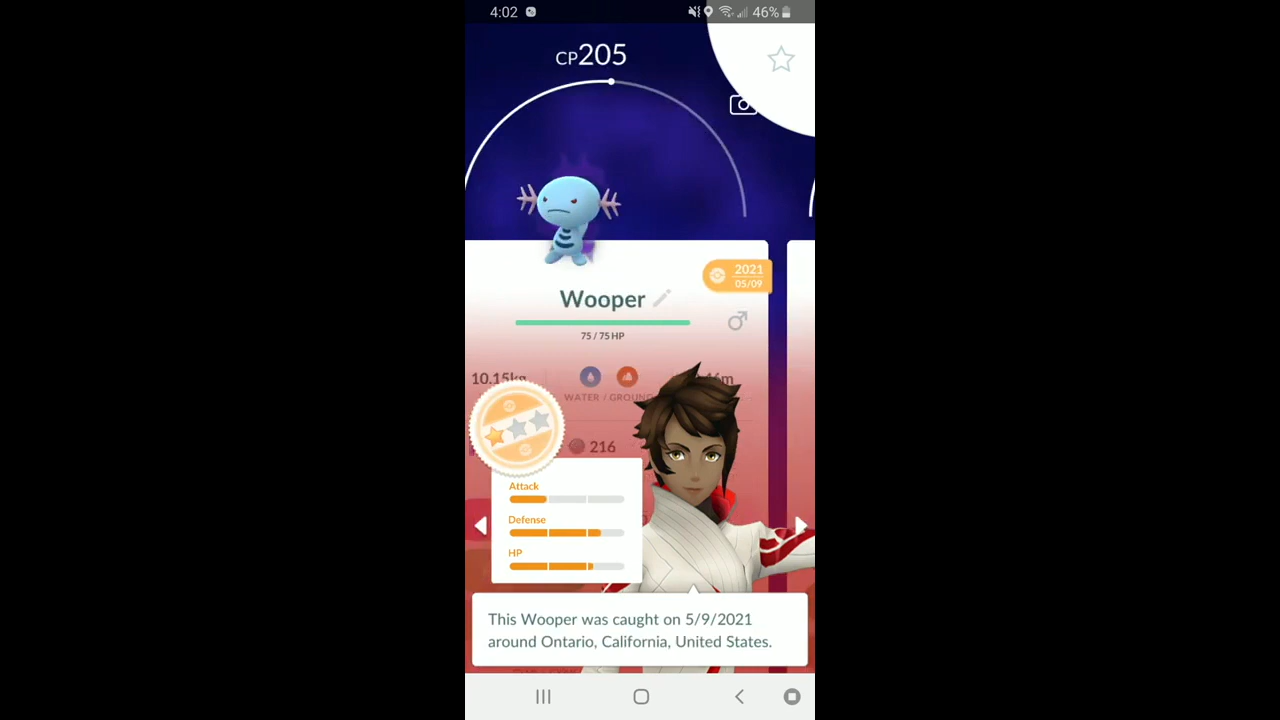 4:02
46%
CP205
2021
05/09
Wooper
75 / 75 HP
10.15kg
WATER / GROUND
216
Attack
Defense
HP
This Wooper was caught on 5/9/2021
around Ontario, California, United States.